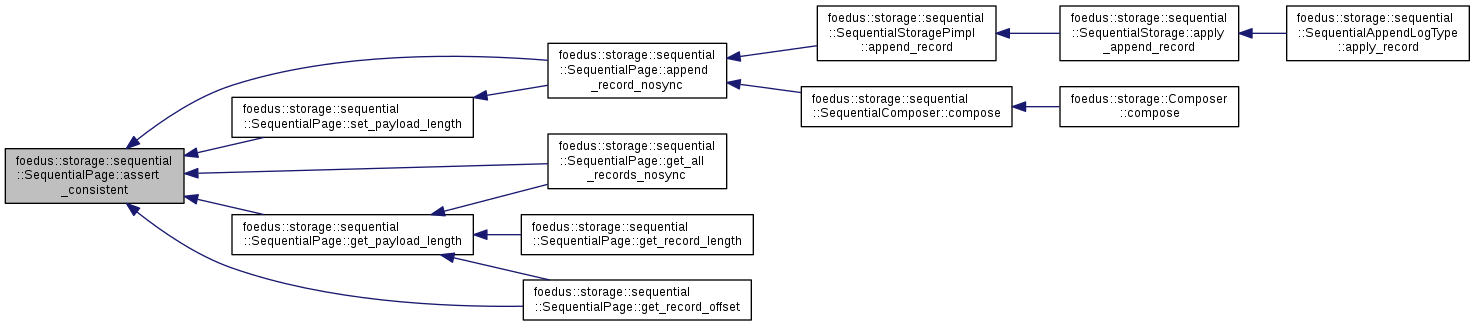 foedus::storage::sequential
::SequentialPage::assert
_consistent
foedus::storage::sequential
::SequentialPage::set_payload_length
foedus::storage::sequential
::SequentialPage::get_payload_length
foedus::storage::sequential
::SequentialPage::append
_record_nosync
foedus::storage::sequential
::SequentialPage::get_all
_records_nosync
foedus::storage::sequential
::SequentialPage::get_record_length
foedus::storage::sequential
::SequentialPage::get_record_offset
foedus::storage::sequential
::SequentialStoragePimpl
::append_record
foedus::storage::sequential
::SequentialComposer::compose
foedus::storage::sequential
::SequentialStorage::apply
_append_record
foedus::storage::Composer
::compose
foedus::storage::sequential
::SequentialAppendLogType
::apply_record